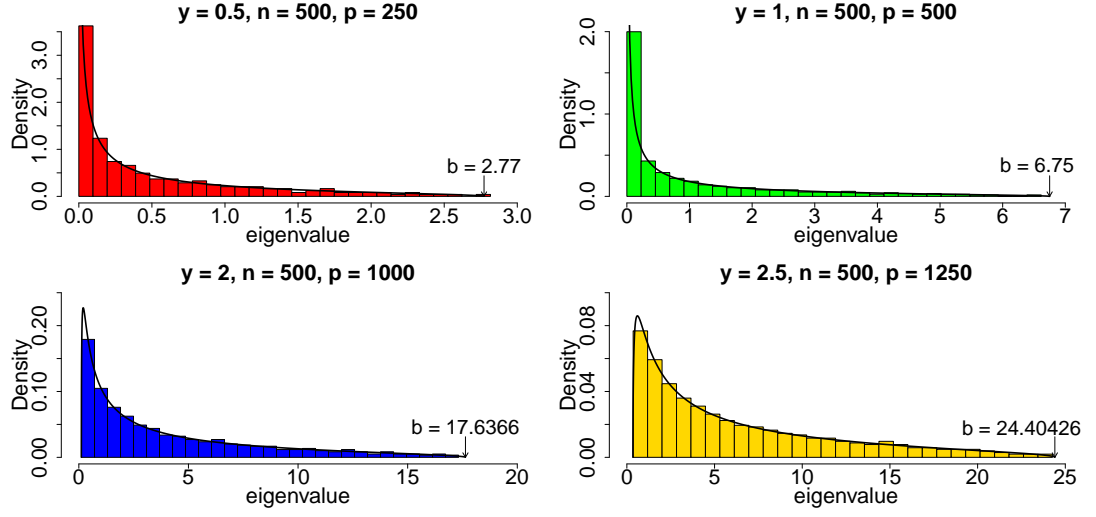 y = 0.5, n = 500, p = 250
Density
0.0 1.0 2.0 3.0
b = 2.77
0.0 0.5 1.0 1.5 2.0 2.5 3.0
eigenvalue
y = 1, n = 500, p = 500
Density
0.0 1.0 2.0
b = 6.75
0 1 2 3 4 5 6 7
eigenvalue
y = 2, n = 500, p = 1000
Density
0.00 0.10 0.20
b = 17.6366
0 5 10 15 20
eigenvalue
y = 2.5, n = 500, p = 1250
Density
0.00 0.04 0.08
b = 24.40426
0 5 10 15 20 25
eigenvalue